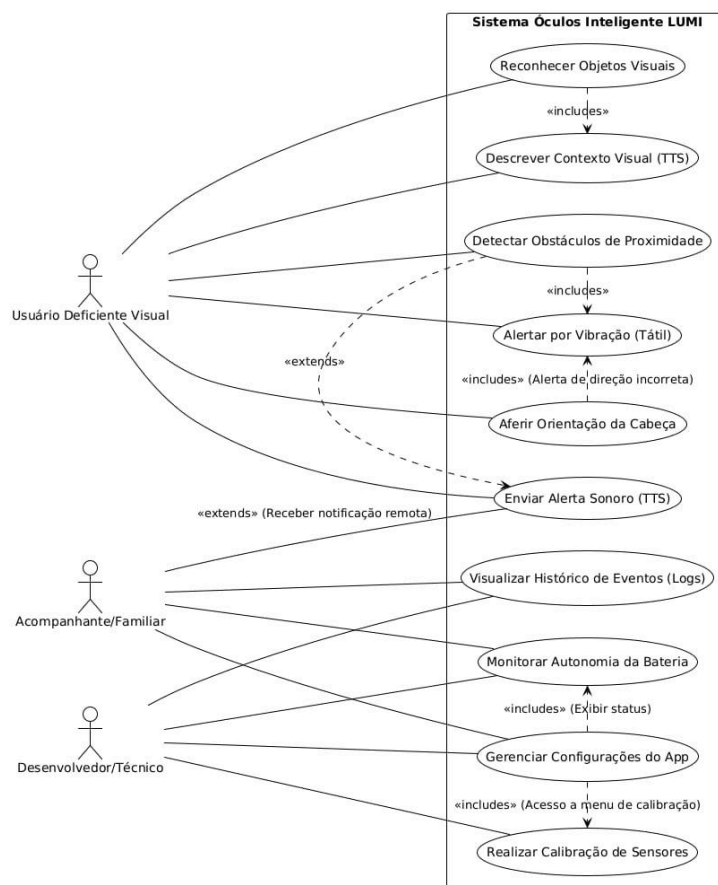 Sistema Óculos Inteligente LUMI
Reconhecer Objetos Visuais
«includes»
Descrever Contexto Visual (TTS)
Detectar Obstáculos de Proximidade
«includes»
Usuário Deficiente Visual
Alertar por Vibração (Tátil)
«extends»
«includes» (Alerta de direção incorreta)
Aferir Orientação da Cabeça
Enviar Alerta Sonoro (TTS)
«extends» (Receber notificação remota)
Visualizar Histórico de Eventos (Logs)
Acompanhante/Familiar
Monitorar Autonomia da Bateria
«includes» (Exibir status)
Gerenciar Configurações do App
Desenvolvedor/Técnico
«includes» (Acesso a menu de calibração)
Realizar Calibração de Sensores